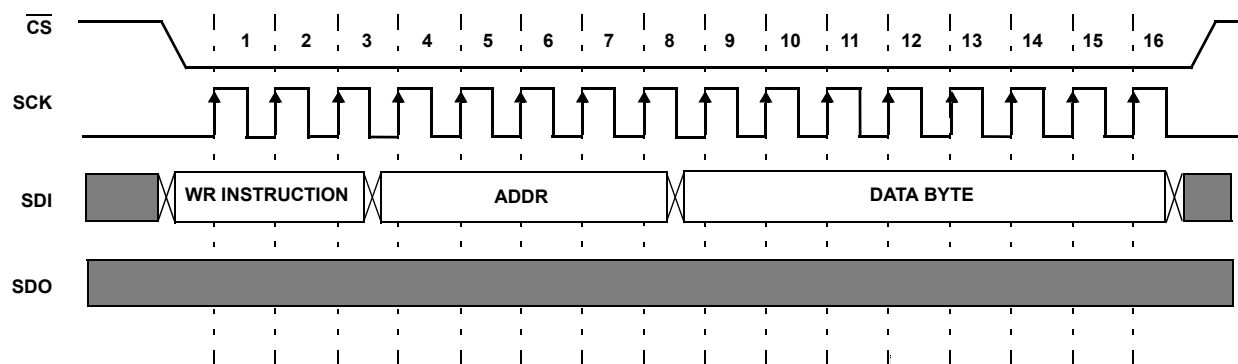 CS
1 2 3 4 5 6 7 8 9 10 11 12 13 14 15 16
SCK
SDI WR INSTRUCTION ADDR DATA BYTE
SDO